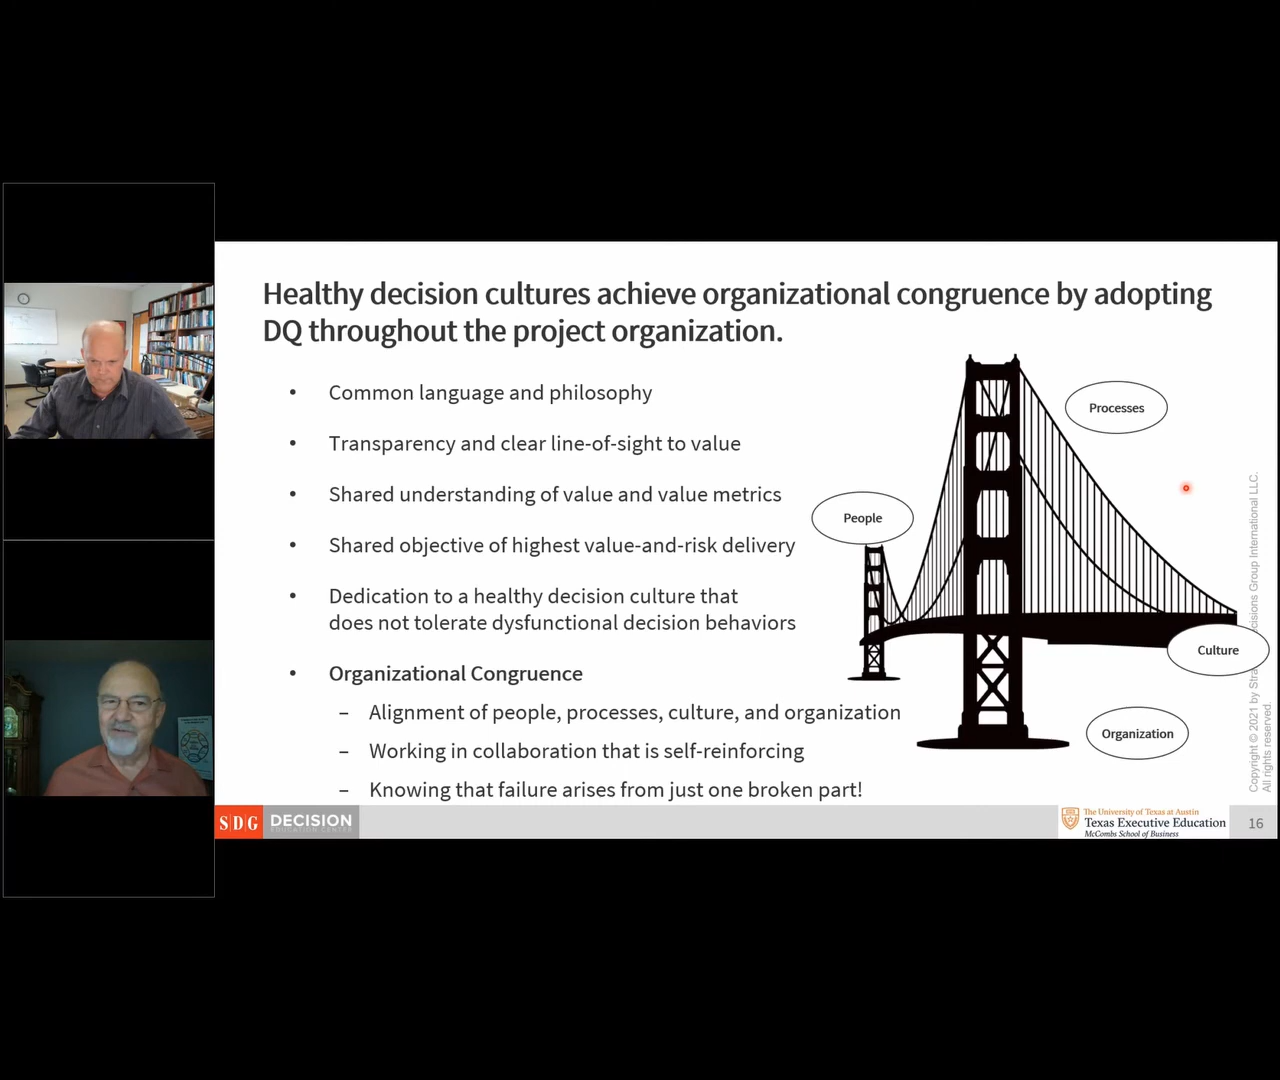 Healthy decision cultures achieve organizational congruence by adopting
DQ throughout the project organization.
• Common language and philosophy
• Transparency and clear line-of-sight to value
• Shared understanding of value and value metrics
• Shared objective of highest value-and-risk delivery
• Dedication to a healthy decision culture that
does not tolerate dysfunctional decision behaviors
• Organizational Congruence
– Alignment of people, processes, culture, and organization
– Working in collaboration that is self-reinforcing
– Knowing that failure arises from just one broken part!
Processes
People
Culture
Organization
Copyright © 2021 by Stra cisions Group International LLC.
All rights reserved.
SDG
DECISION
EDUCATION CENTER
The University of Texas at Austin
Texas Executive Education
McCombs School of Business
16